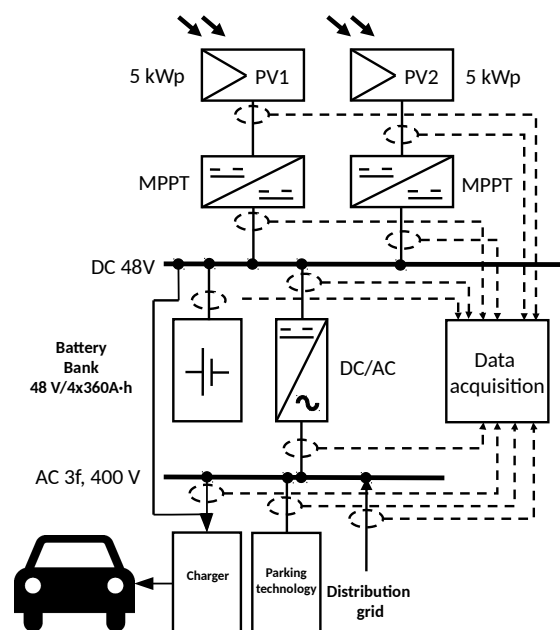 5 kWp
PV1
PV2
5 kWp
MPPT
MPPT
DC 48V
Battery
Bank
48 V/4x360A·h
DC/AC
Data
acquisition
AC 3f, 400 V
Charger
Parking
technology
Distribution
grid